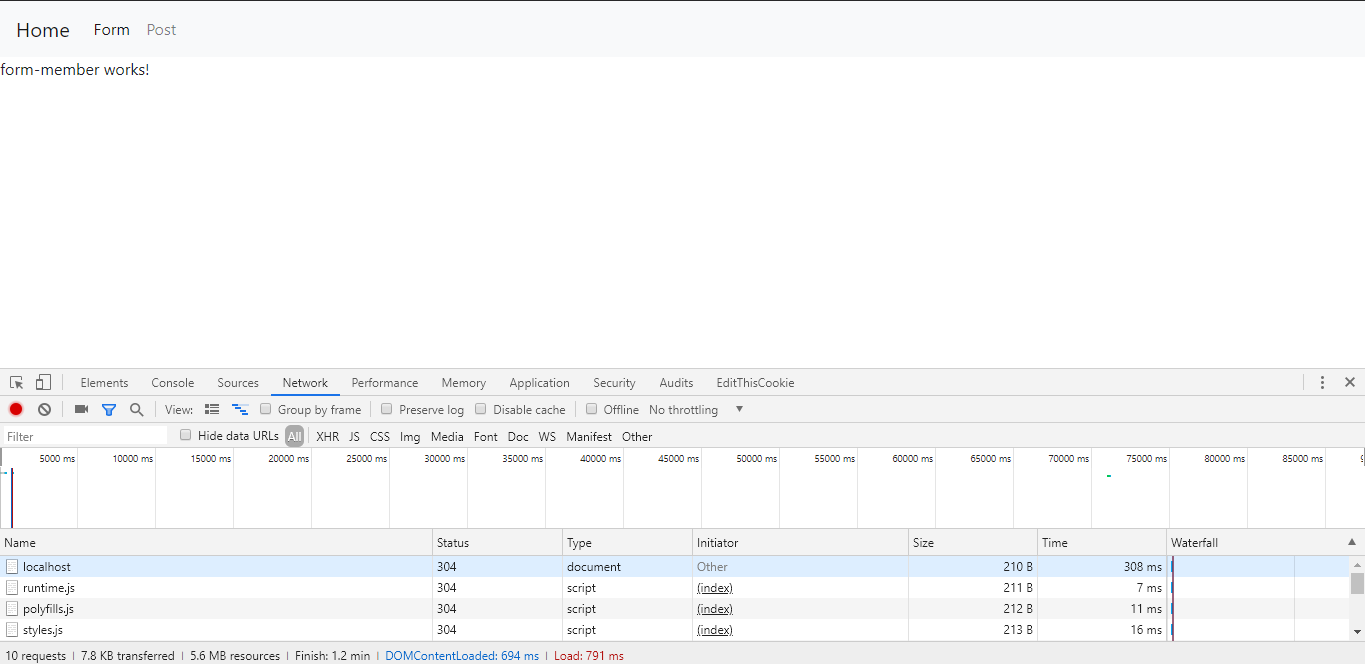 Home Form Post
form-member works!
Elements Console Sources Network Performance Memory Application Security Audits EditThisCookie
View: Group by frame Preserve log Disable cache Offline No throttling
Filter Hide data URLs All XHR JS CSS Img Media Font Doc WS Manifest Other
5000 ms 10000 ms 15000 ms 20000 ms 25000 ms 30000 ms 35000 ms 40000 ms 45000 ms 50000 ms 55000 ms 60000 ms 65000 ms 70000 ms 75000 ms 80000 ms 85000 ms
Name Status Type Initiator Size Time Waterfall
localhost 304 document Other 210 B 308 ms
runtime.js 304 script (index) 211 B 7 ms
polyfills.js 304 script (index) 212 B 11 ms
styles.js 304 script (index) 213 B 16 ms
10 requests | 7.8 KB transferred | 5.6 MB resources | Finish: 1.2 min | DOMContentLoaded: 694 ms | Load: 791 ms